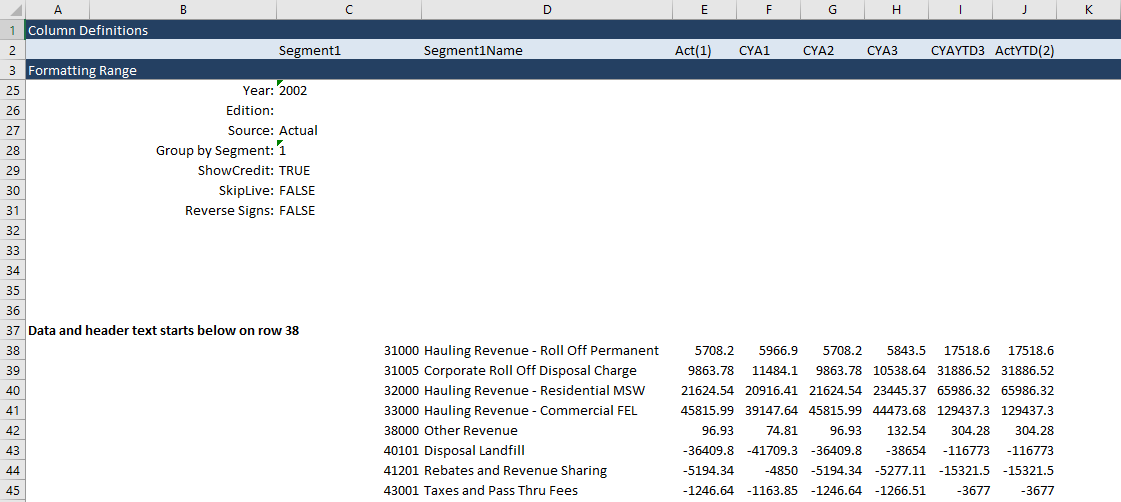 A B C D E F G H I J K
1 Column Definitions
2 Segment1 Segment1Name Act(1) CYA1 CYA2 CYA3 CYAYTD3 ActYTD(2)
3 Formatting Range
25 Year: 2002
26 Edition:
27 Source: Actual
28 Group by Segment: 1
29 ShowCredit: TRUE
30 SkipLive: FALSE
31 Reverse Signs: FALSE
32
33
34
35
36
37 Data and header text starts below on row 38
38 31000 Hauling Revenue - Roll Off Permanent 5708.2 5966.9 5708.2 5843.5 17518.6 17518.6
39 31005 Corporate Roll Off Disposal Charge 9863.78 11484.1 9863.78 10538.64 31886.52 31886.52
40 32000 Hauling Revenue - Residential MSW 21624.54 20916.41 21624.54 23445.37 65986.32 65986.32
41 33000 Hauling Revenue - Commercial FEL 45815.99 39147.64 45815.99 44473.68 129437.3 129437.3
42 38000 Other Revenue 96.93 74.81 96.93 132.54 304.28 304.28
43 40101 Disposal Landfill -36409.8 -41709.3 -36409.8 -38654 -116773 -116773
44 41201 Rebates and Revenue Sharing -5194.34 -4850 -5194.34 -5277.11 -15321.5 -15321.5
45 43001 Taxes and Pass Thru Fees -1246.64 -1163.85 -1246.64 -1266.51 -3677 -3677